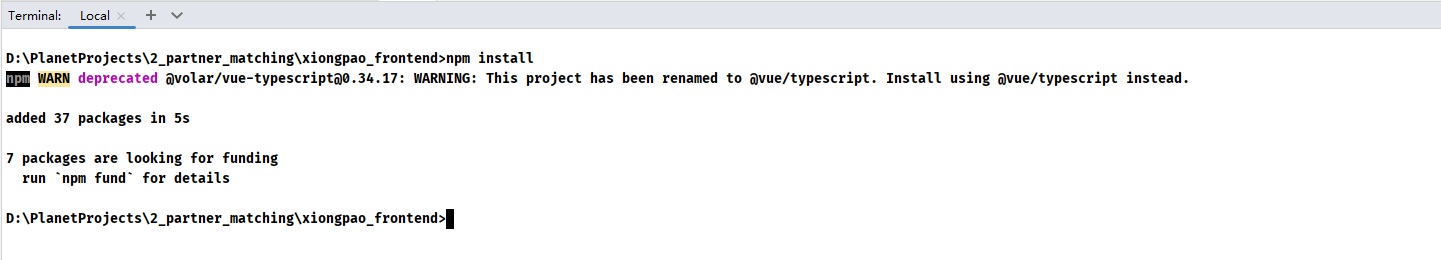 Terminal: Local
D:\PlanetProjects\2_partner_matching\xiongpao_frontend>npm install
npm WARN deprecated @volar/vue-typescript@0.34.17: WARNING: This project has been renamed to @vue/typescript. Install using @vue/typescript instead.
added 37 packages in 5s
7 packages are looking for funding
run `npm fund` for details
D:\PlanetProjects\2_partner_matching\xiongpao_frontend>